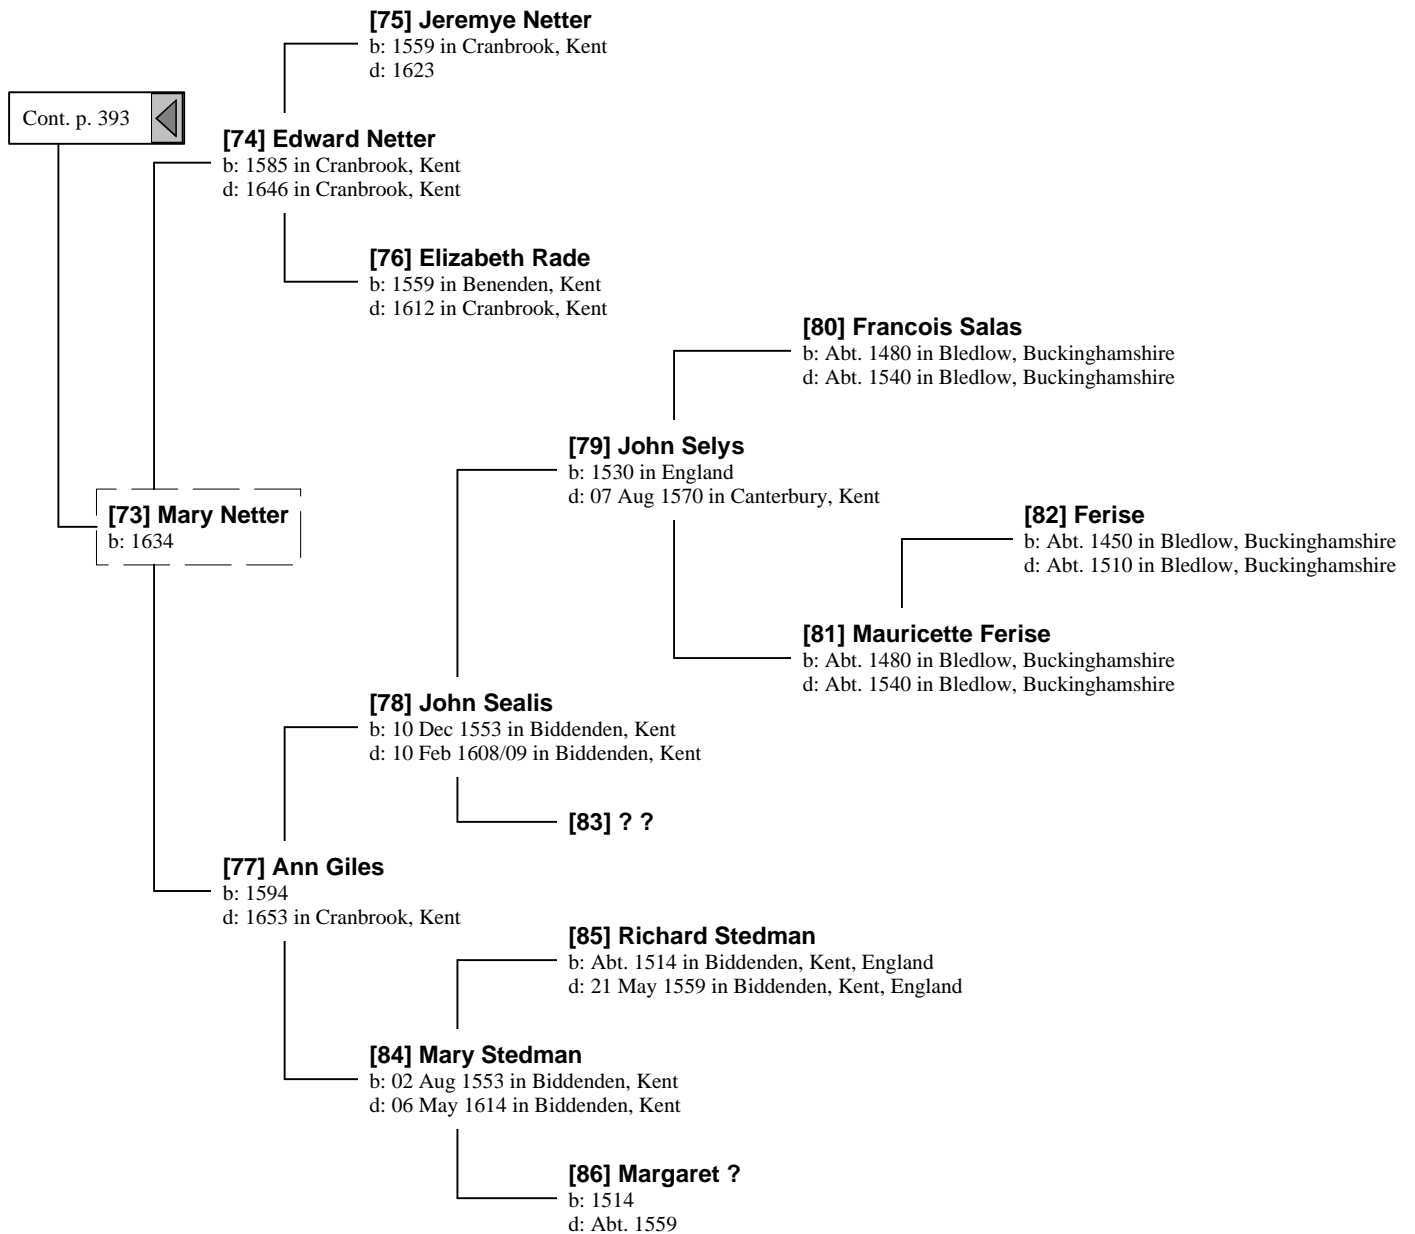 [75] Jeremye Netter
b: 1559 in Cranbrook, Kent
d: 1623
Cont. p. 393
[74] Edward Netter
b: 1585 in Cranbrook, Kent
d: 1646 in Cranbrook, Kent
[76] Elizabeth Rade
b: 1559 in Benenden, Kent
d: 1612 in Cranbrook, Kent
[80] Francois Salas
b: Abt. 1480 in Bledlow, Buckinghamshire
d: Abt. 1540 in Bledlow, Buckinghamshire
[79] John Selys
b: 1530 in England
d: 07 Aug 1570 in Canterbury, Kent
[73] Mary Netter
b: 1634
[82] Ferise
b: Abt. 1450 in Bledlow, Buckinghamshire
d: Abt. 1510 in Bledlow, Buckinghamshire
[81] Mauricette Ferise
b: Abt. 1480 in Bledlow, Buckinghamshire
d: Abt. 1540 in Bledlow, Buckinghamshire
[78] John Sealis
b: 10 Dec 1553 in Biddenden, Kent
d: 10 Feb 1608/09 in Biddenden, Kent
[83] ? ?
[77] Ann Giles
b: 1594
d: 1653 in Cranbrook, Kent
[85] Richard Stedman
b: Abt. 1514 in Biddenden, Kent, England
d: 21 May 1559 in Biddenden, Kent, England
[84] Mary Stedman
b: 02 Aug 1553 in Biddenden, Kent
d: 06 May 1614 in Biddenden, Kent
[86] Margaret ?
b: 1514
d: Abt. 1559